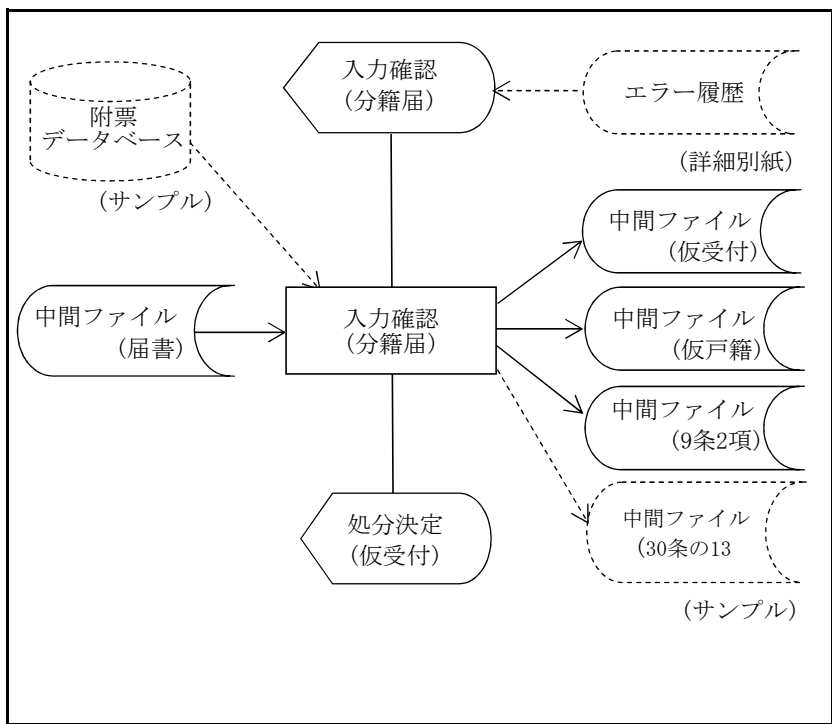 入力確認
(分籍届)
エラー履歴
(詳細別紙)
附票
データベース
(サンプル)
中間ファイル
(届書)
入力確認
(分籍届)
中間ファイル
(仮受付)
中間ファイル
(仮戸籍)
中間ファイル
(9条2項)
中間ファイル
(30条の13
(サンプル)
処分決定
(仮受付)